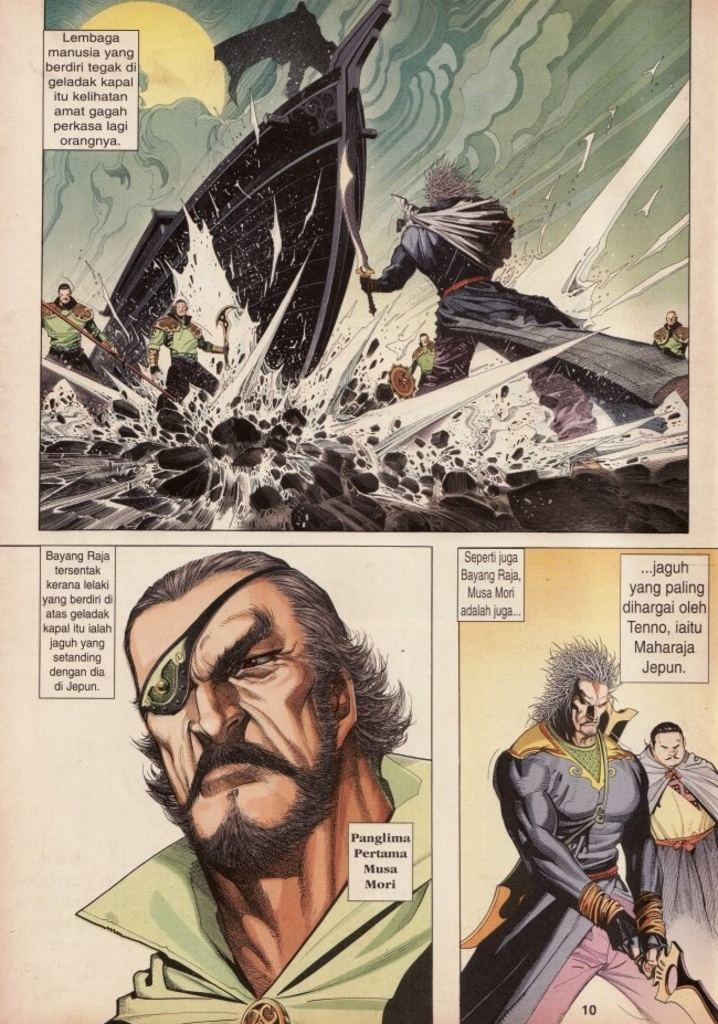 Lembaga
manusia yang
berdiri tegak di
geladak kapal
itu kelihatan
amat gagah
perkasa lagi
orangnya.
Bayang Raja
tersentak
kerana lelaki
yang berdiri di
atas geladak
kapal itu ialah
jaguh yang
setanding
dengan dia
di Jepun.
Panglima
Pertama
Musa
Mori
Seperti juga
Bayang Raja,
Musa Mori
adalah juga...
...jaguh
yang paling
dihargai oleh
Tenno, iaitu
Maharaja
Jepun.
10